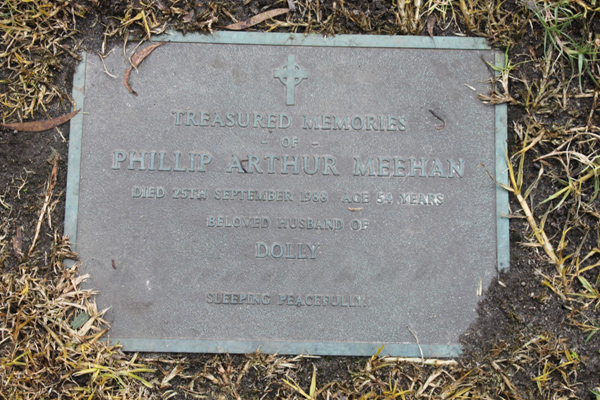 TREASURED MEMORIES
- OF -
PHILLIP ARTHUR MEEHAN
DIED 25TH SEPTEMBER 1988 AGE 54 YEARS
BELOVED HUSBAND OF
DOLLY
SLEEPING PEACEFULLY.